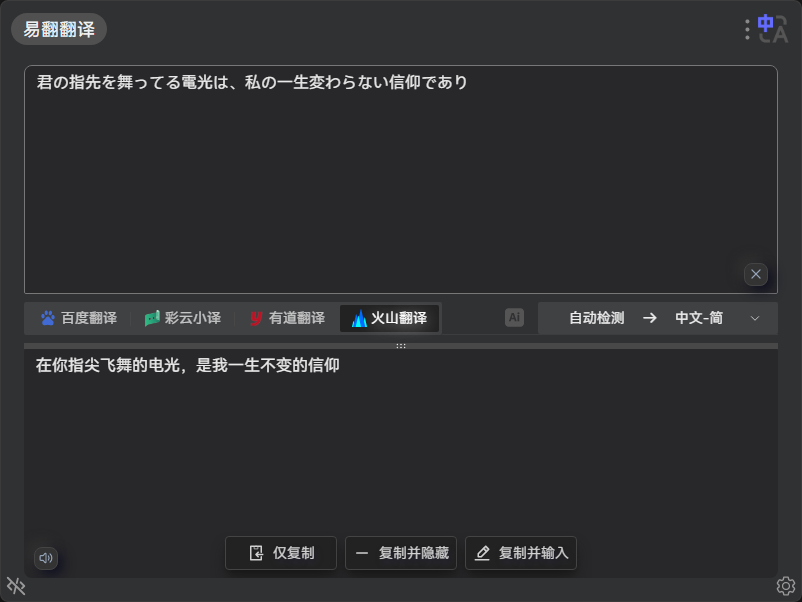 易翻翻译
中
A
君の指先を舞ってる電光は、私の一生変わらない信仰であり
百度翻译 彩云小译 有道翻译 火山翻译 Ai 自动检测 → 中文-简
在你指尖飞舞的电光，是我一生不变的信仰
仅复制 复制并隐藏 复制并输入